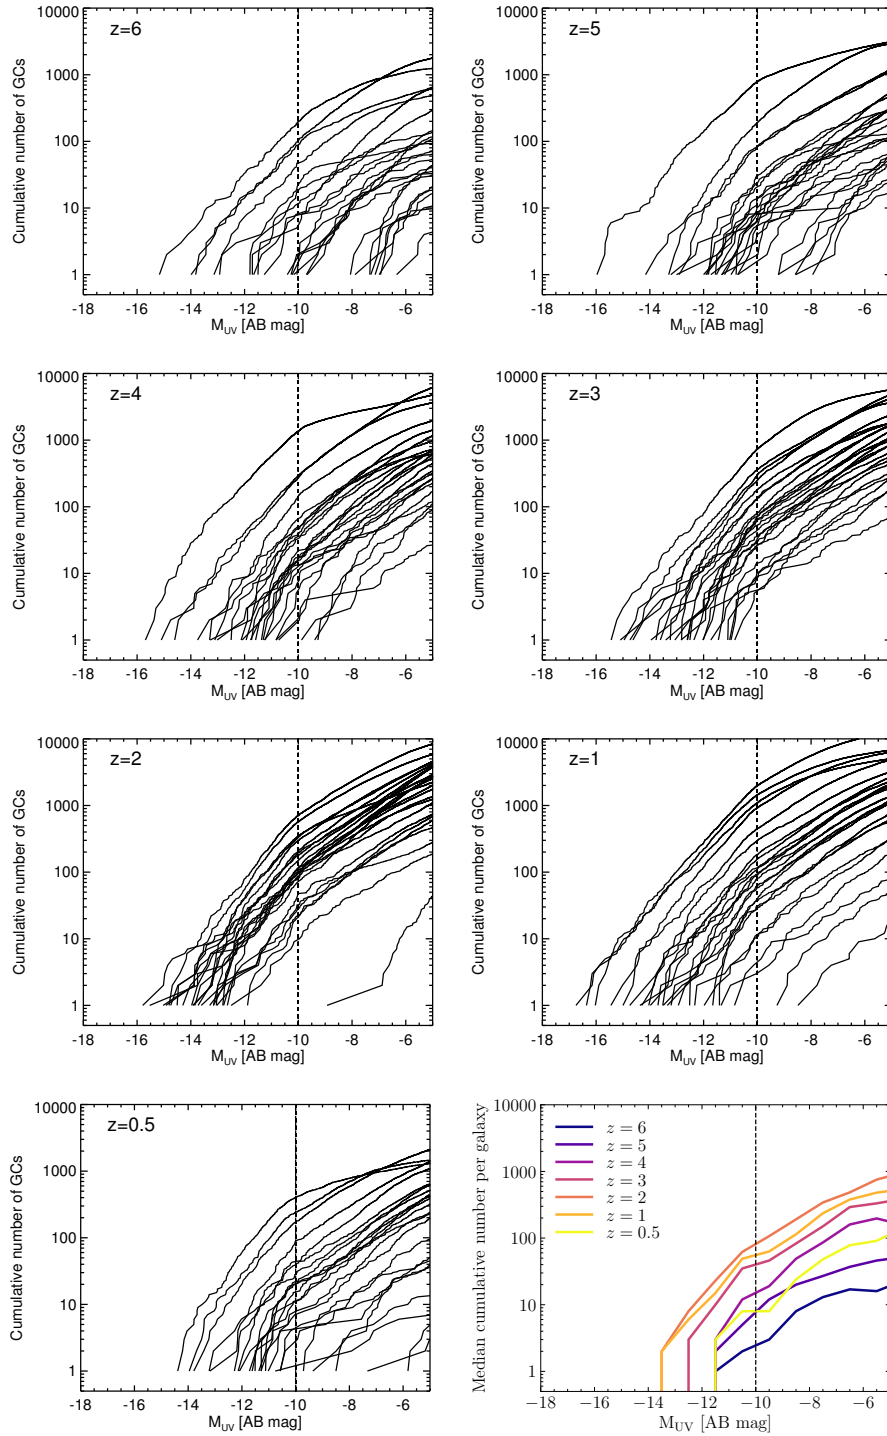 z=6
Cumulative number of GCs
10000
1000
100
10
1
-18 -16 -14 -12 -10 -8 -6
M_UV [AB mag]
z=5
Cumulative number of GCs
10000
1000
100
10
1
-18 -16 -14 -12 -10 -8 -6
M_UV [AB mag]
z=4
Cumulative number of GCs
10000
1000
100
10
1
-18 -16 -14 -12 -10 -8 -6
M_UV [AB mag]
z=3
Cumulative number of GCs
10000
1000
100
10
1
-18 -16 -14 -12 -10 -8 -6
M_UV [AB mag]
z=2
Cumulative number of GCs
10000
1000
100
10
1
-18 -16 -14 -12 -10 -8 -6
M_UV [AB mag]
z=1
Cumulative number of GCs
10000
1000
100
10
1
-18 -16 -14 -12 -10 -8 -6
M_UV [AB mag]
z=0.5
Cumulative number of GCs
10000
1000
100
10
1
-18 -16 -14 -12 -10 -8 -6
M_UV [AB mag]
Median cumulative number per galaxy
10000
1000
100
10
1
z = 6
z = 5
z = 4
z = 3
z = 2
z = 1
z = 0.5
−18 −16 −14 −12 −10 −8 −6
M_UV [AB mag]